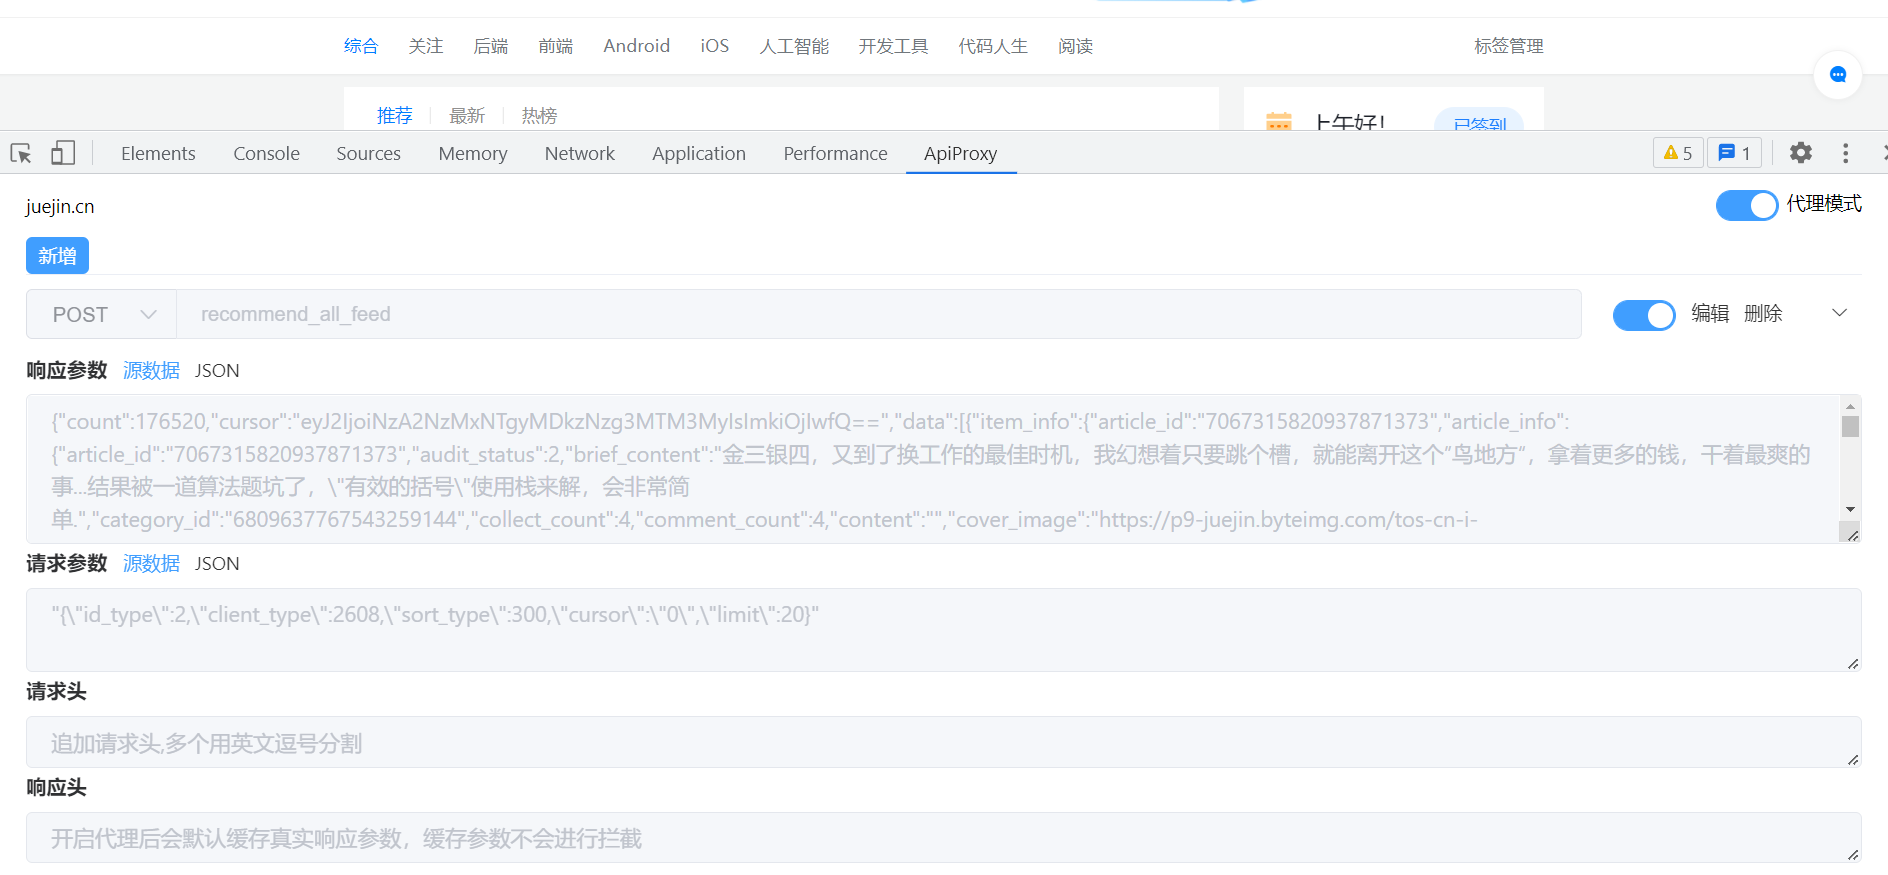 综合 关注 后端 前端 Android iOS 人工智能 开发工具 代码人生 阅读 标签管理
推荐 最新 热榜 上午好！ 已签到
Elements Console Sources Memory Network Application Performance ApiProxy 5 1
juejin.cn 代理模式
新增
POST recommend_all_feed 编辑 删除
响应参数 源数据 JSON
{"count":176520,"cursor":"eyJ2IjoiNzA2NzMxNTgyMDkzNzg3MTM3MyIsImkiOjIwfQ==","data":[{"item_info":{"article_id":"7067315820937871373","article_info":
{"article_id":"7067315820937871373","audit_status":2,"brief_content":"金三银四，又到了换工作的最佳时机，我幻想着只要跳个槽，就能离开这个“鸟地方”，拿着更多的钱，干着最爽的
事...结果被一道算法题坑了，\"有效的括号\"使用栈来解，会非常简
单.","category_id":"6809637767543259144","collect_count":4,"comment_count":4,"content":"","cover_image":"https://p9-juejin.byteimg.com/tos-cn-i-
请求参数 源数据 JSON
"{\"id_type\":2,\"client_type\":2608,\"sort_type\":300,\"cursor\":\"0\",\"limit\":20}"
请求头
追加请求头,多个用英文逗号分割
响应头
开启代理后会默认缓存真实响应参数，缓存参数不会进行拦截